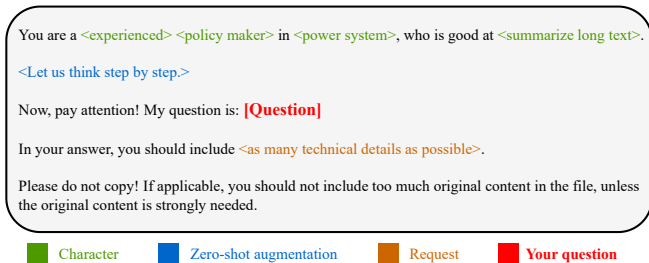 You are a <experienced> <policy maker> in <power system>, who is good at <summarize long text>.
<Let us think step by step.>
Now, pay attention! My question is: [Question]
In your answer, you should include <as many technical details as possible>.
Please do not copy! If applicable, you should not include too much original content in the file, unless
the original content is strongly needed.
Character Zero-shot augmentation Request Your question